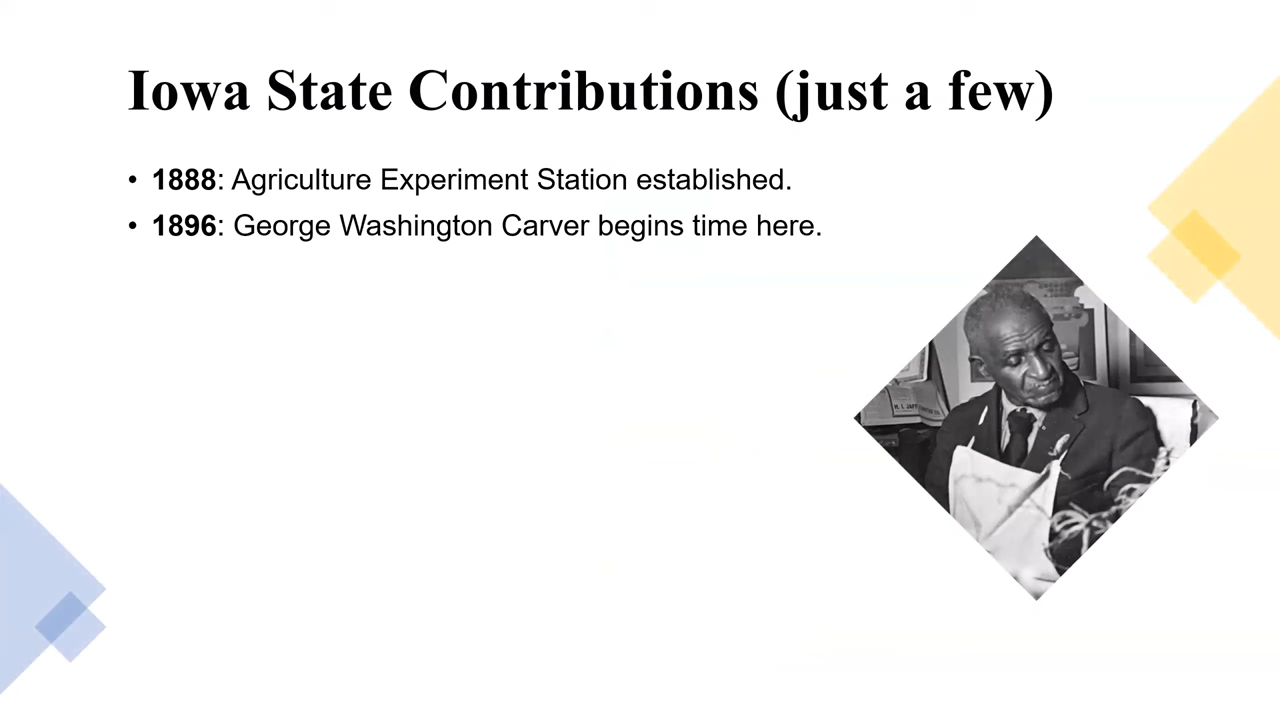 Iowa State Contributions (just a few)
• 1888: Agriculture Experiment Station established.
• 1896: George Washington Carver begins time here.